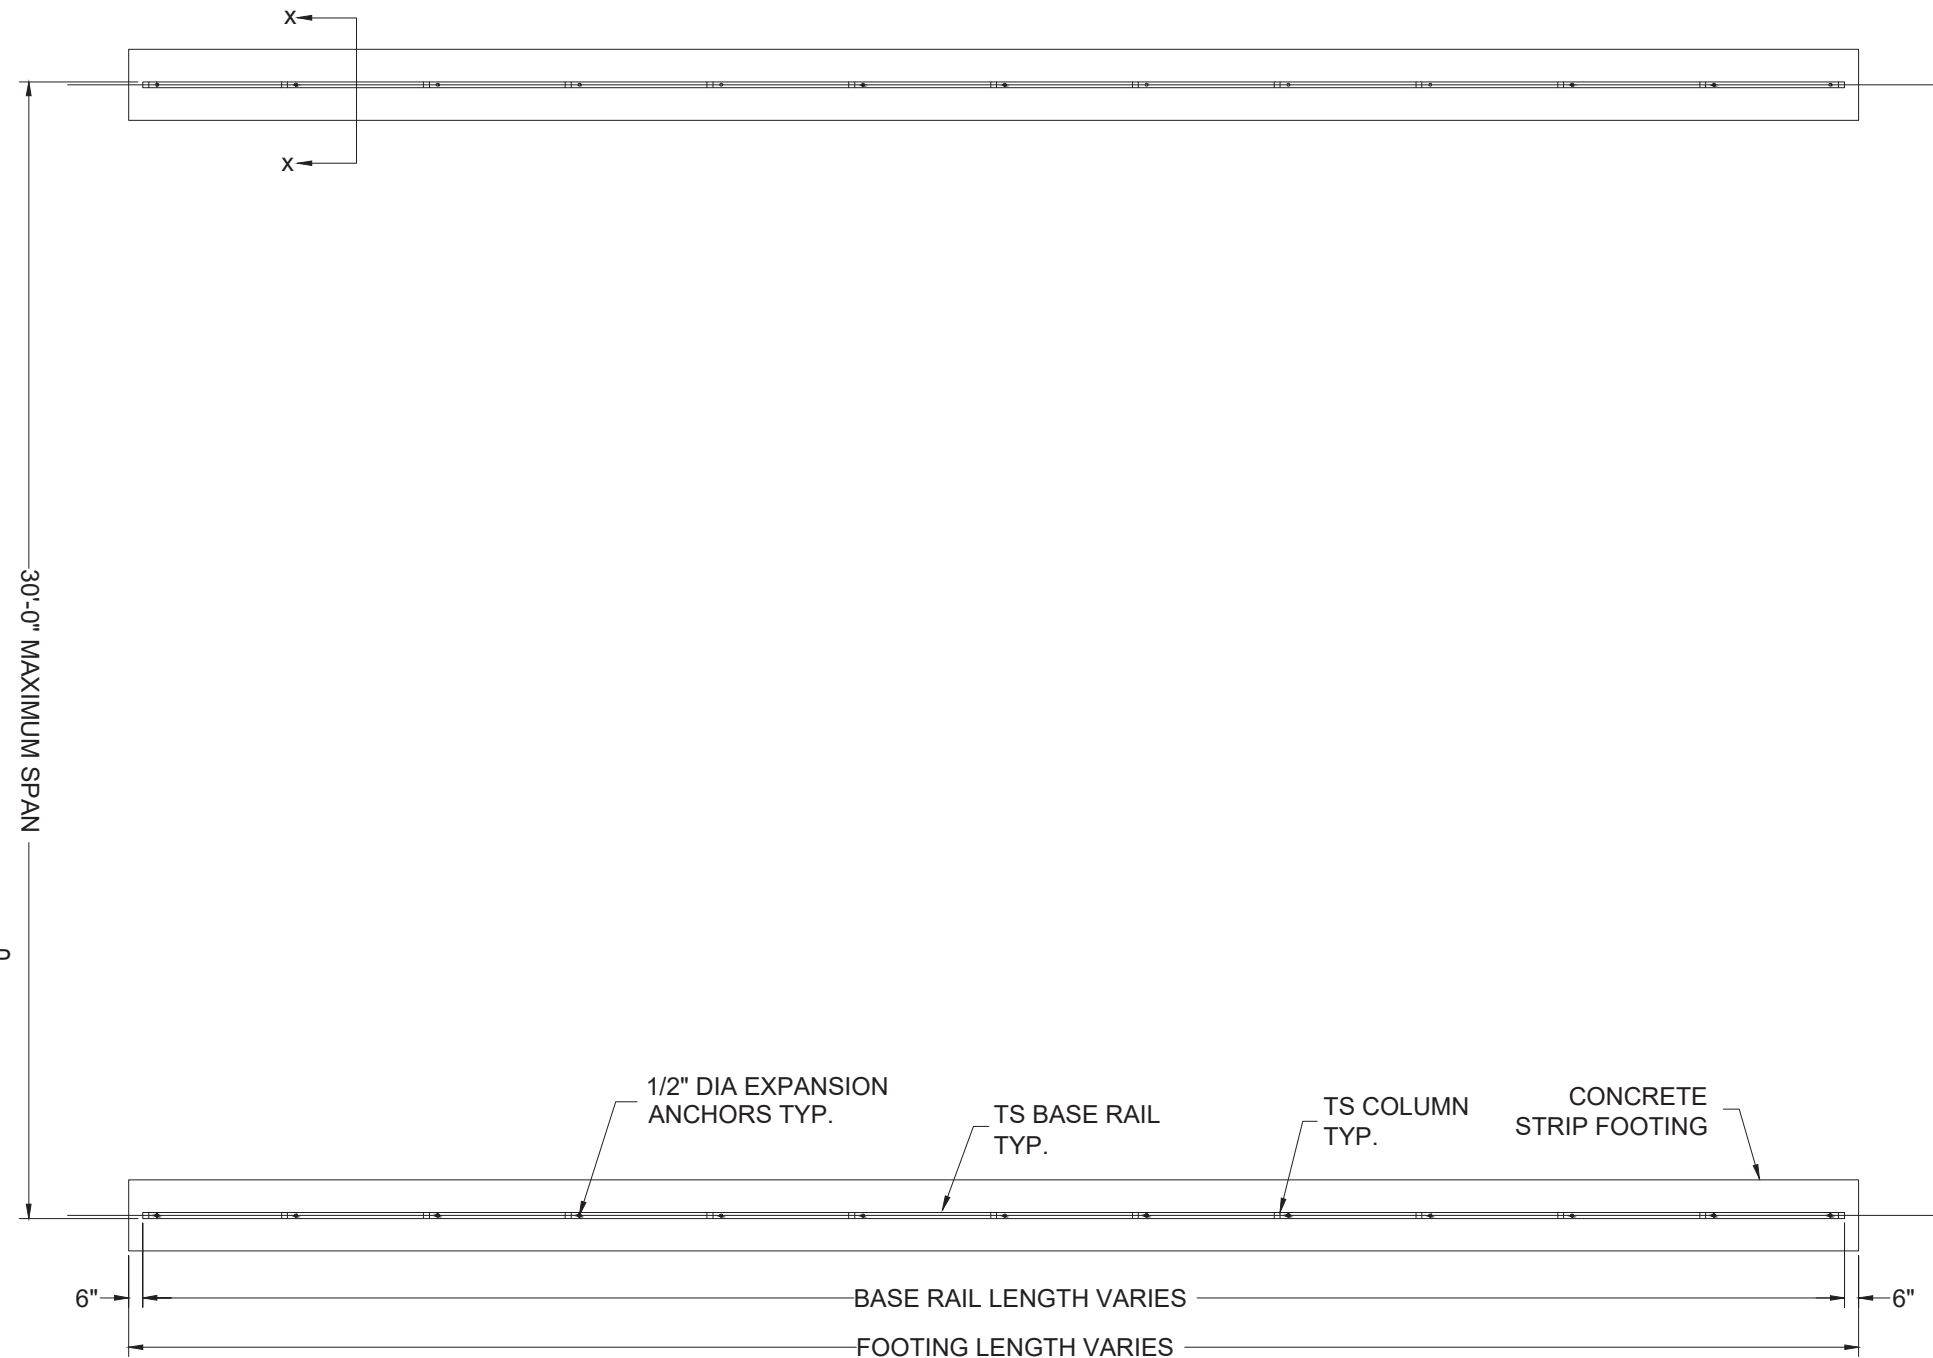 X
X
30'-0" MAXIMUM SPAN
1/2" DIA EXPANSION
ANCHORS TYP.
TS BASE RAIL
TYP.
TS COLUMN
TYP.
CONCRETE
STRIP FOOTING
6"
BASE RAIL LENGTH VARIES
6"
FOOTING LENGTH VARIES